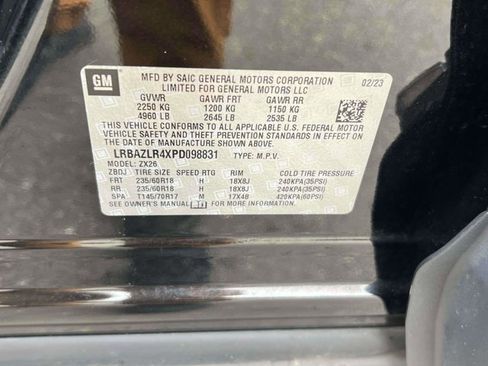 GM
MFD BY SAIC GENERAL MOTORS CORPORATION 02/23
LIMITED FOR GENERAL MOTORS LLC
GVWR GAWR FRT GAWR RR
2250 KG 1200 KG 1150 KG
4960 LB 2645 LB 2535 LB
THIS VEHICLE CONFORMS TO ALL APPLICABLE U.S. FEDERAL MOTOR
VEHICLE SAFETY, BUMPER, AND THEFT PREVENTION STANDARDS
IN EFFECT ON THE
DATE OF MANUFACTURE SHOWN ABOVE.
LRBAZLR4XPD098831 TYPE: M.P.V.
MODEL: ZX26
ZBDJ TIRE SIZE SPEED RTG RIM COLD TIRE PRESSURE
FRT 235/60R18 H 18X8J 240KPA(35PSI)
RR 235/60R18 H 18X8J 240KPA(35PSI)
SPA T145/70R17 M 17X4B 420KPA(60PSI)
SEE OWNER'S MANUAL FOR MORE INFORMATION.